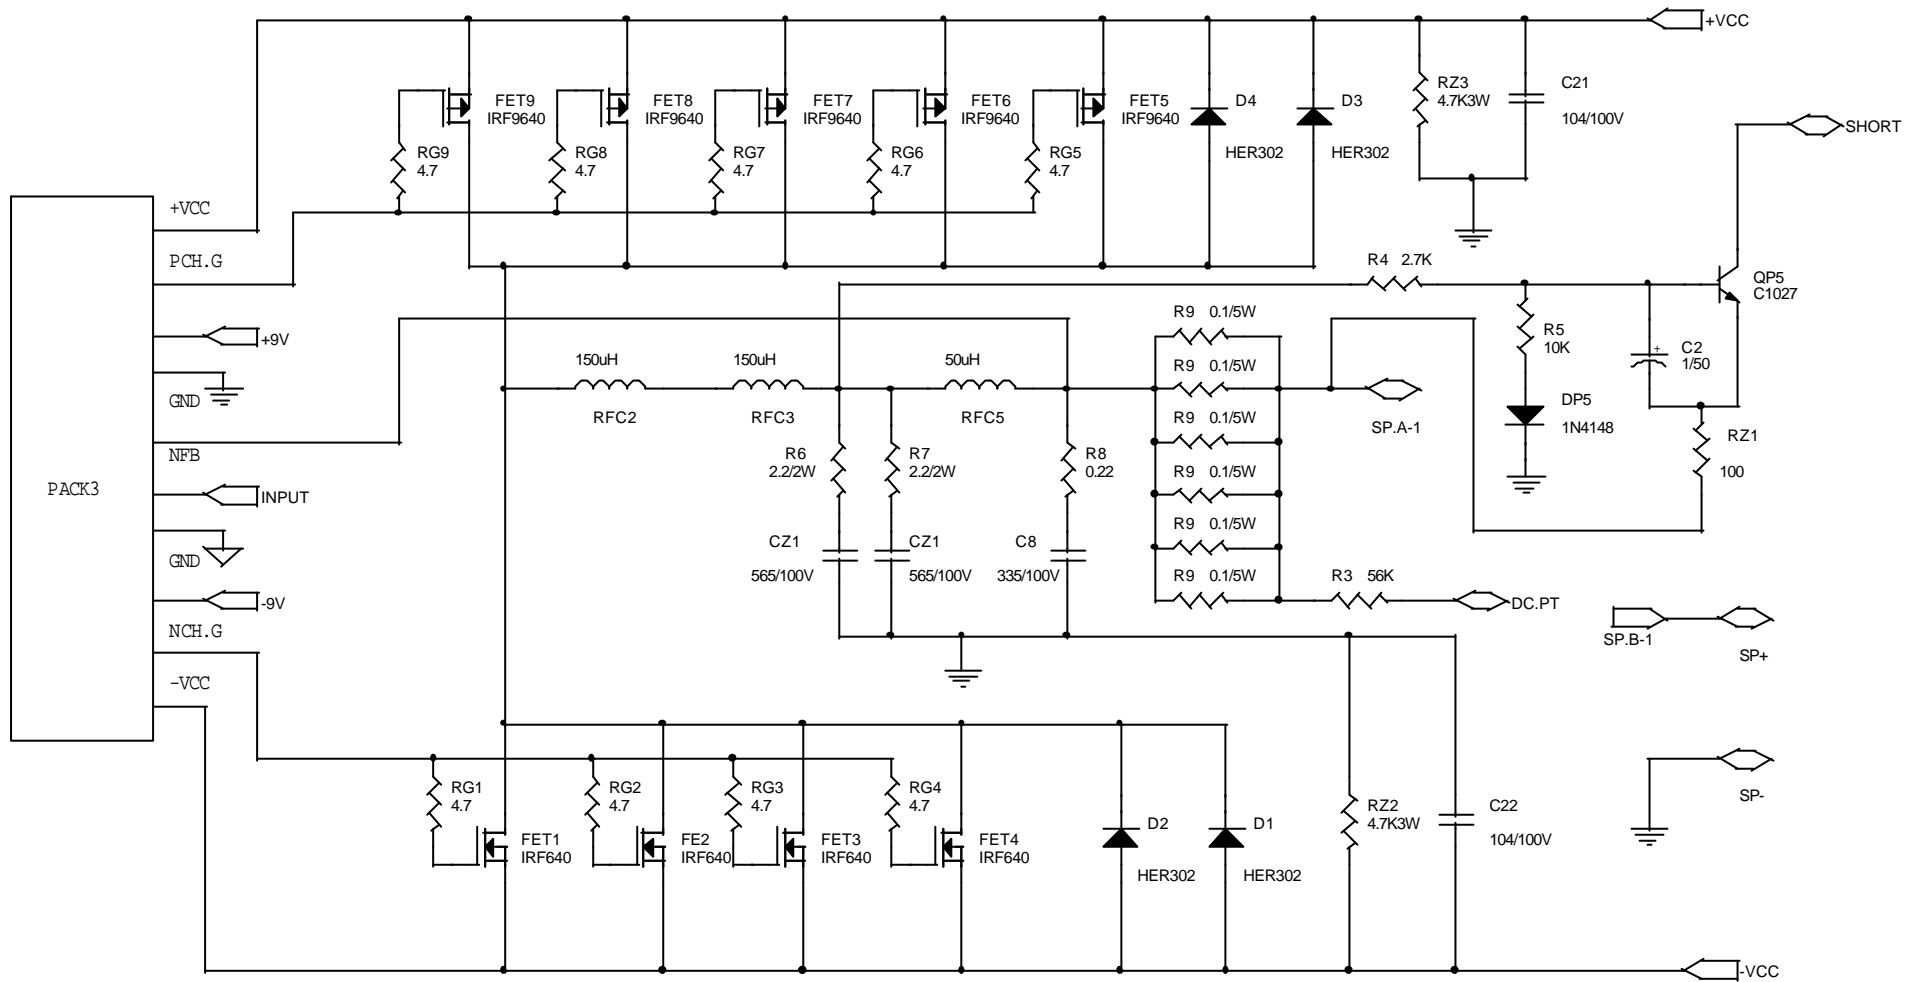 +VCC
FET9
IRF9640
FET8
IRF9640
FET7
IRF9640
FET6
IRF9640
FET5
IRF9640
D4
HER302
D3
HER302
RZ3
4.7K3W
C21
104/100V
SHORT
RG9
4.7
RG8
4.7
RG7
4.7
RG6
4.7
RG5
4.7
+VCC
PCH.G
+9V
GND
NFB
PACK3
INPUT
GND
-9V
NCH.G
-VCC
R4 2.7K
QP5
C1027
R5
10K
+
C2
1/50
DP5
1N4148
RZ1
100
150uH
RFC2
150uH
RFC3
50uH
RFC5
R9 0.1/5W
R9 0.1/5W
R9 0.1/5W
R9 0.1/5W
R9 0.1/5W
R9 0.1/5W
SP.A-1
R6
2.2/2W
R7
2.2/2W
R8
0.22
CZ1
565/100V
CZ1
565/100V
C8
335/100V
R3 56K
DC.PT
SP.B-1
SP+
SP-
RG1
4.7
RG2
4.7
RG3
4.7
RG4
4.7
FET1
IRF640
FE2
IRF640
FET3
IRF640
FET4
IRF640
D2
HER302
D1
HER302
RZ2
4.7K3W
C22
104/100V
-VCC